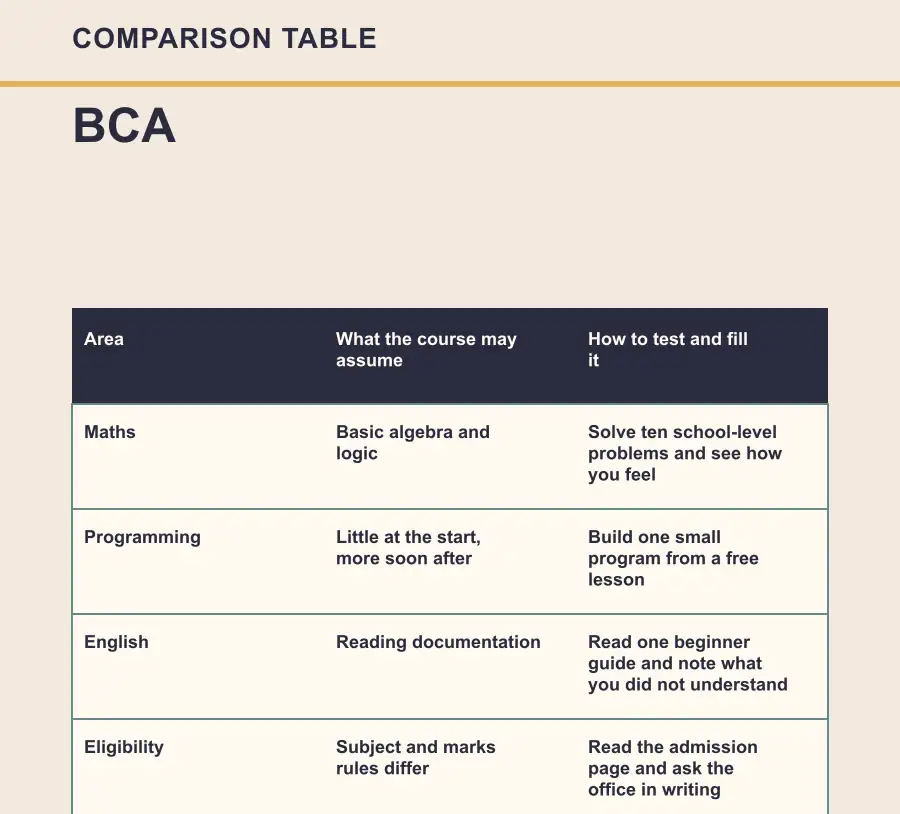 COMPARISON TABLE
BCA
Area
What the course may
assume
How to test and fill
it
Maths
Basic algebra and
logic
Solve ten school-level
problems and see how
you feel
Programming
Little at the start,
more soon after
Build one small
program from a free
lesson
English
Reading documentation
Read one beginner
guide and note what
you did not understand
Eligibility
Subject and marks
rules differ
Read the admission
page and ask the
office in writing